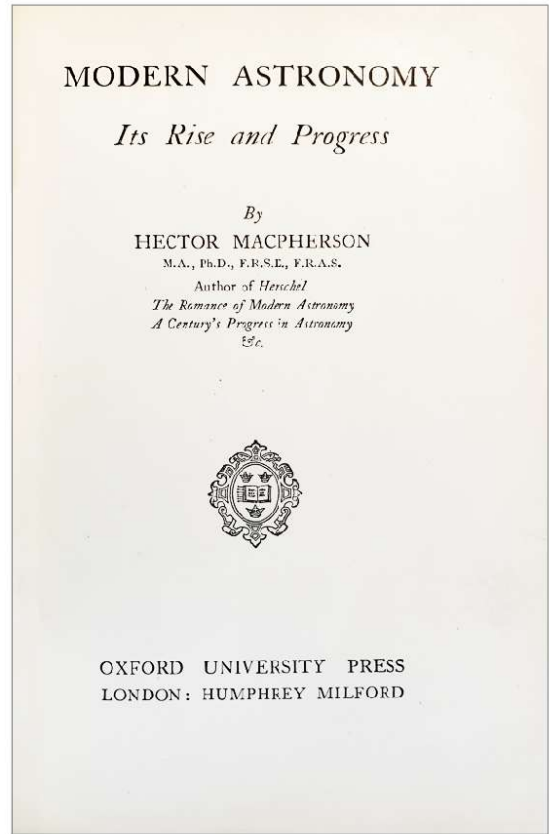 MODERN ASTRONOMY
Its Rise and Progress
By
HECTOR MACPHERSON
M.A., Ph.D., F.R.S.E., F.R.A.S.
Author of Herschel
The Romance of Modern Astronomy
A Century's Progress in Astronomy
&c.
OXFORD UNIVERSITY PRESS
LONDON: HUMPHREY MILFORD